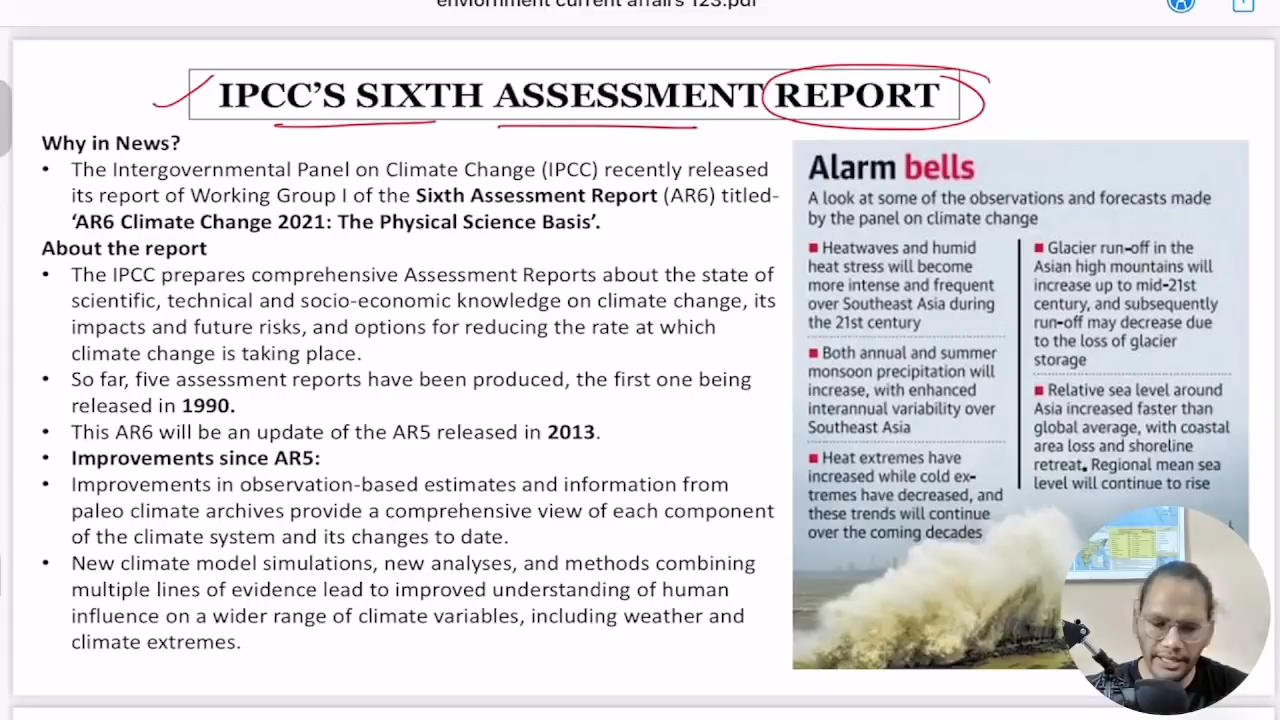 enviornment current affairs 123.pdf
IPCC'S SIXTH ASSESSMENT REPORT
Why in News?
• The Intergovernmental Panel on Climate Change (IPCC) recently released
its report of Working Group I of the Sixth Assessment Report (AR6) titled-
‘AR6 Climate Change 2021: The Physical Science Basis’.
About the report
• The IPCC prepares comprehensive Assessment Reports about the state of
scientific, technical and socio-economic knowledge on climate change, its
impacts and future risks, and options for reducing the rate at which
climate change is taking place.
• So far, five assessment reports have been produced, the first one being
released in 1990.
• This AR6 will be an update of the AR5 released in 2013.
• Improvements since AR5:
• Improvements in observation-based estimates and information from
paleo climate archives provide a comprehensive view of each component
of the climate system and its changes to date.
• New climate model simulations, new analyses, and methods combining
multiple lines of evidence lead to improved understanding of human
influence on a wider range of climate variables, including weather and
climate extremes.
Alarm bells
A look at some of the observations and forecasts made
by the panel on climate change
■ Heatwaves and humid
heat stress will become
more intense and frequent
over Southeast Asia during
the 21st century
■ Both annual and summer
monsoon precipitation will
increase, with enhanced
interannual variability over
Southeast Asia
■ Heat extremes have
increased while cold ex-
tremes have decreased, and
these trends will continue
over the coming decades
■ Glacier run-off in the
Asian high mountains will
increase up to mid-21st
century, and subsequently
run-off may decrease due
to the loss of glacier
storage
■ Relative sea level around
Asia increased faster than
global average, with coastal
area loss and shoreline
retreat. Regional mean sea
level will continue to rise